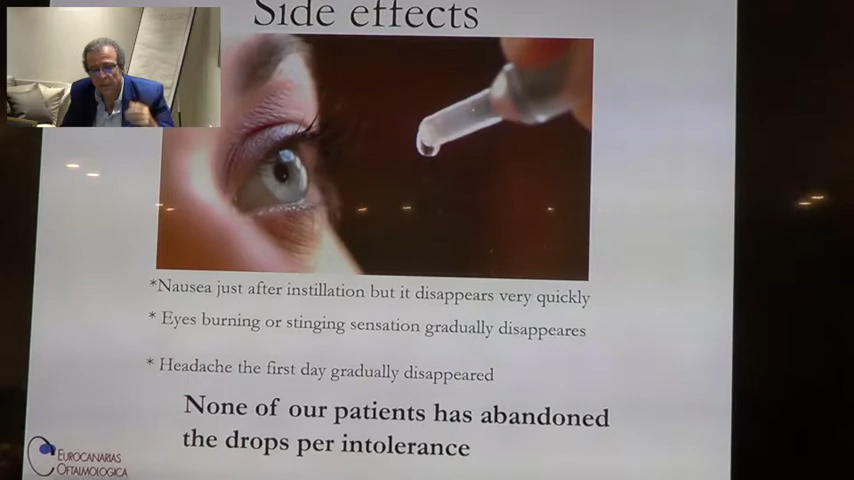 Side effects
*Nausea just after instillation but it disappears very quickly
* Eyes burning or stinging sensation gradually disappeares
* Headache the first day gradually disappeared
None of our patients has abandoned
the drops per intolerance
EUROCANARIAS
OFTALMOLOGICA